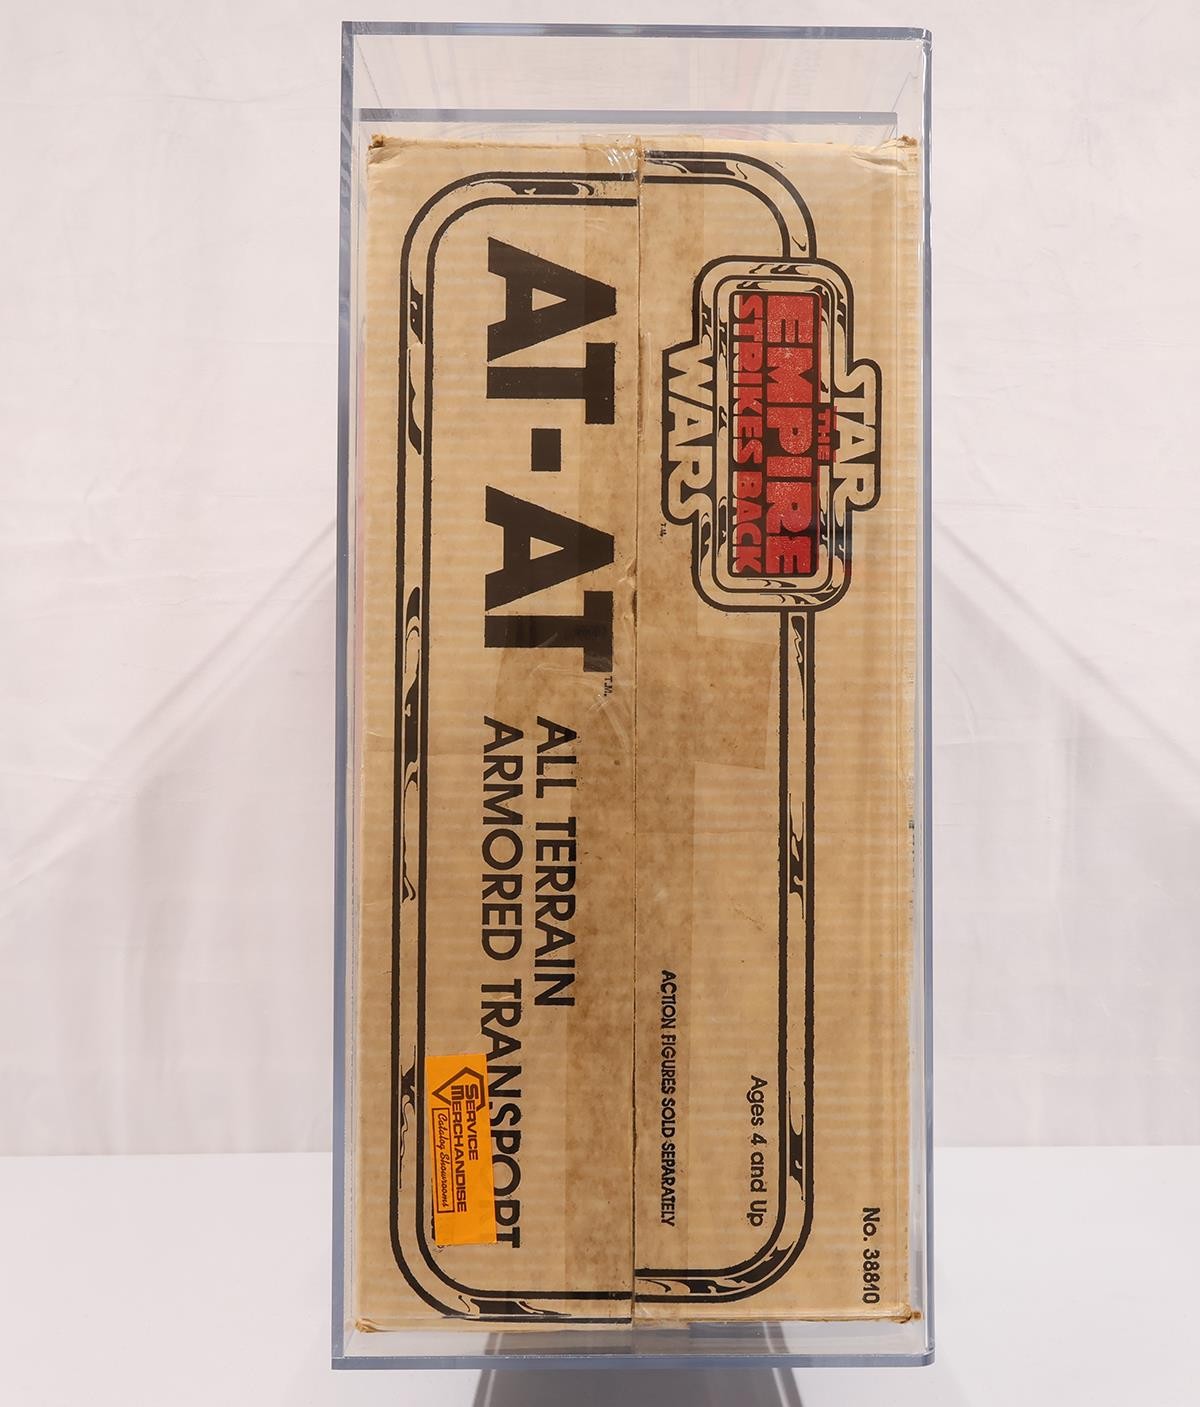 STAR
THE
EMPIRE
STRIKES BACK
WARS
T.M.
No. 38810
Ages 4 and Up
ACTION FIGURES SOLD SEPARATELY
AT-AT T.M.
ALL TERRAIN
ARMORED TRANSPORT
SERVICE
MERCHANDISE
Catalog Showrooms